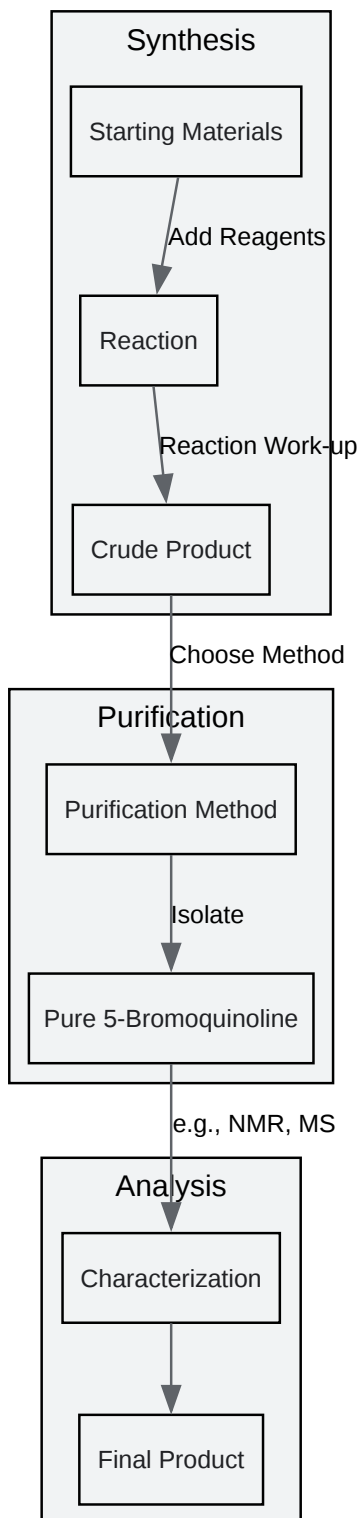 Synthesis
Starting Materials
Add Reagents
Reaction
Reaction Work-up
Crude Product
Choose Method
Purification
Purification Method
Isolate
Pure 5-Bromoquinoline
e.g., NMR, MS
Analysis
Characterization
Final Product